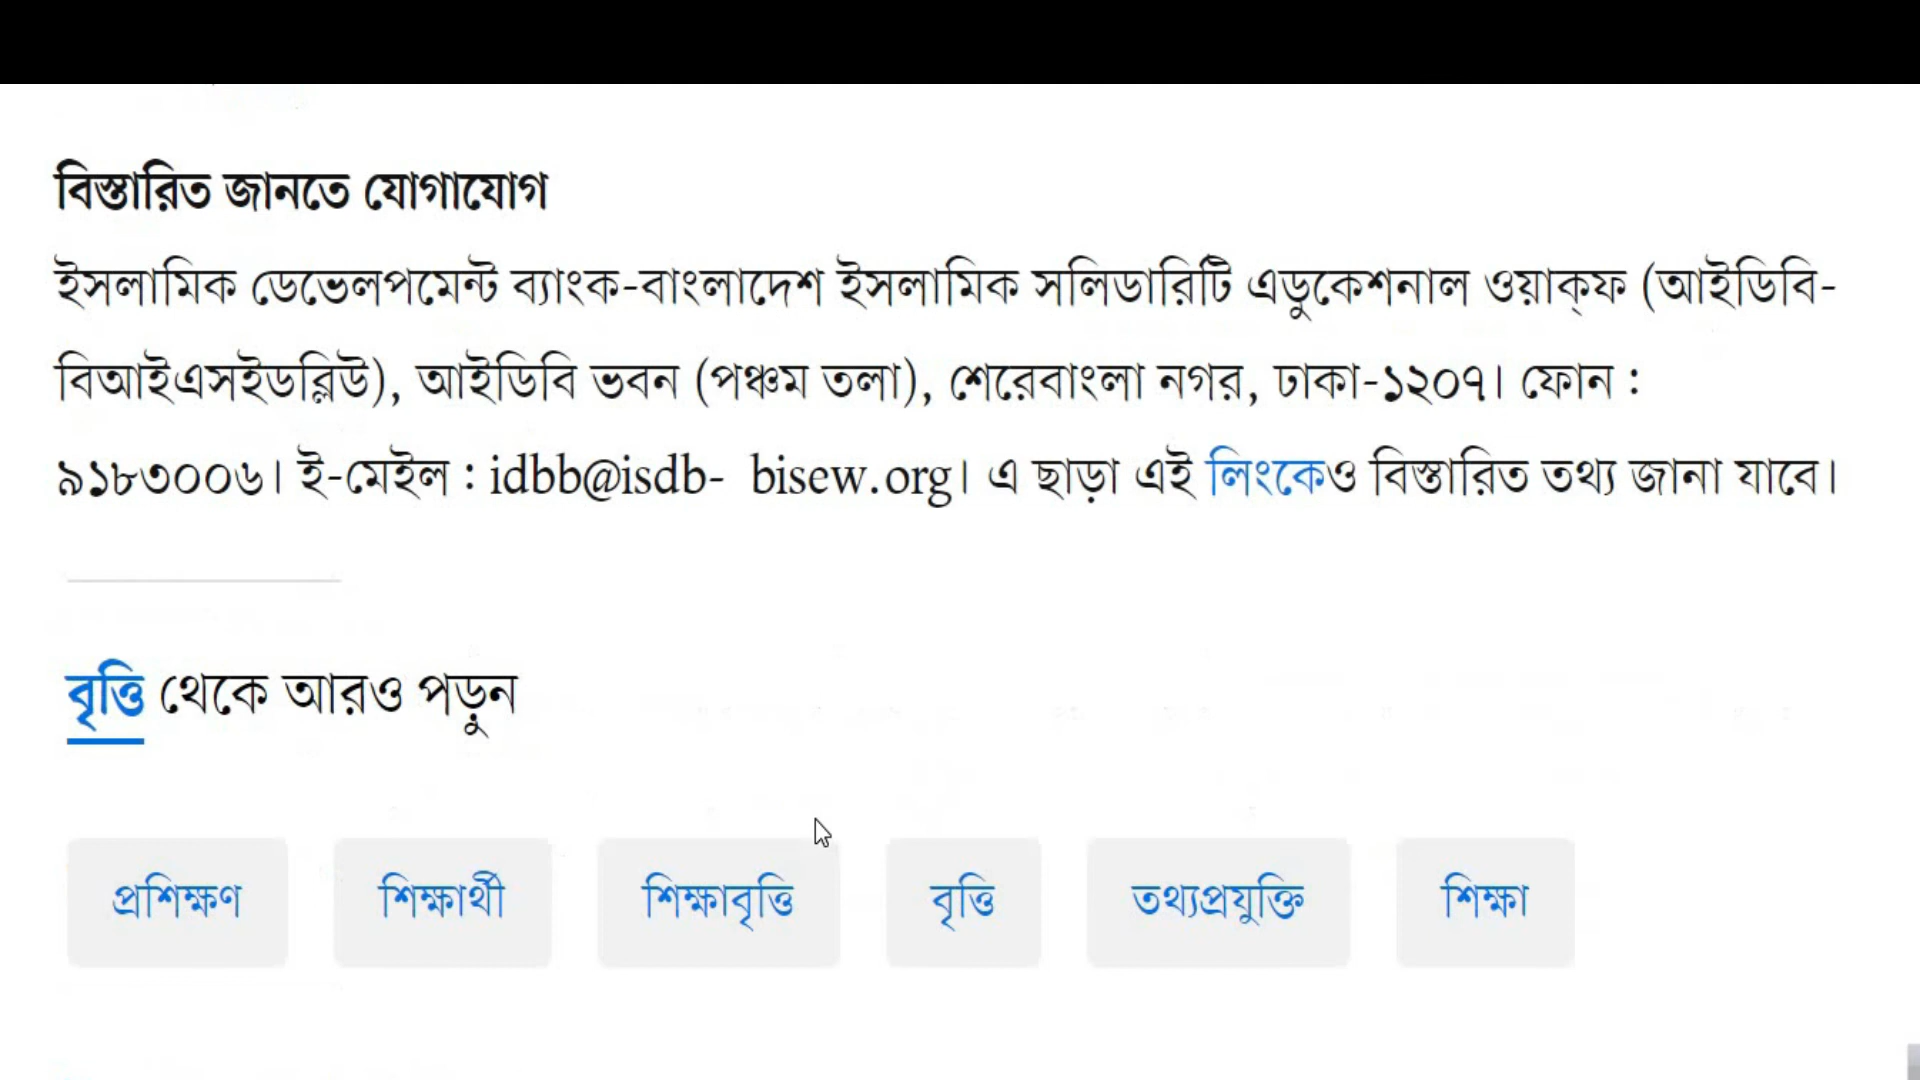 বিস্তারিত জানতে যোগাযোগ
ইসলামিক ডেভেলপমেন্ট ব্যাংক-বাংলাদেশ ইসলামিক সলিডারিটি এডুকেশনাল ওয়াক্‌ফ (আইডিবি-
বিআইএসইডব্লিউ), আইডিবি ভবন (পঞ্চম তলা), শেরেবাংলা নগর, ঢাকা-১২০৭। ফোন :
৯১৮৩০০৬। ই-মেইল : idbb@isdb- bisew.org। এ ছাড়া এই লিংকেও বিস্তারিত তথ্য জানা যাবে।
বৃত্তি থেকে আরও পড়ুন
প্রশিক্ষণ শিক্ষার্থী শিক্ষাবৃত্তি বৃত্তি তথ্যপ্রযুক্তি শিক্ষা